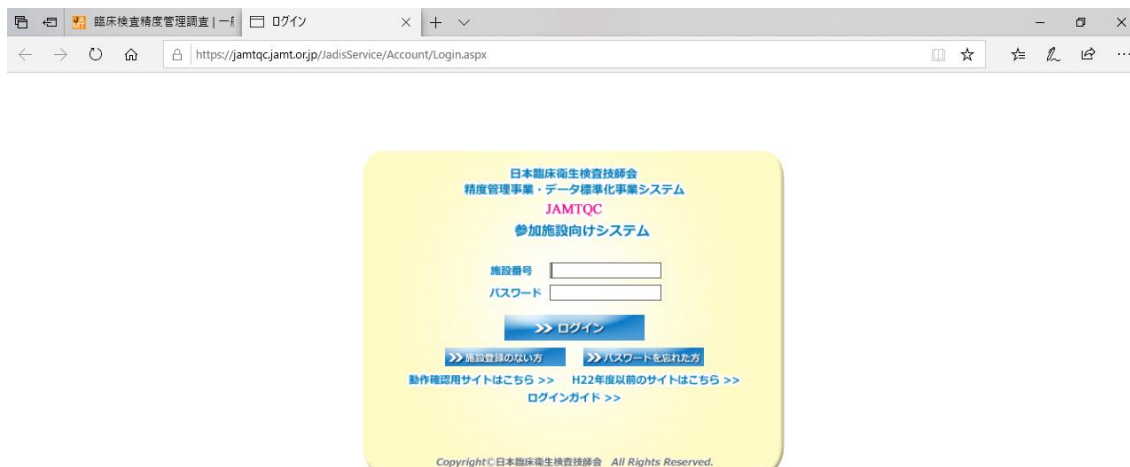 臨床検査精度管理調査 | 一般
ログイン
https://jamtqc.jamt.or.jp/JadisService/Account/Login.aspx
日本臨床衛生検査技師会
精度管理事業・データ標準化事業システム
JAMTQC
参加施設向けシステム
施設番号
パスワード
>> ログイン
>> 施設登録のない方 >> パスワードを忘れた方
動作確認用サイトはこちら >> H22年度以前のサイトはこちら >>
ログインガイド >>
Copyright©日本臨床衛生検査技師会 All Rights Reserved.